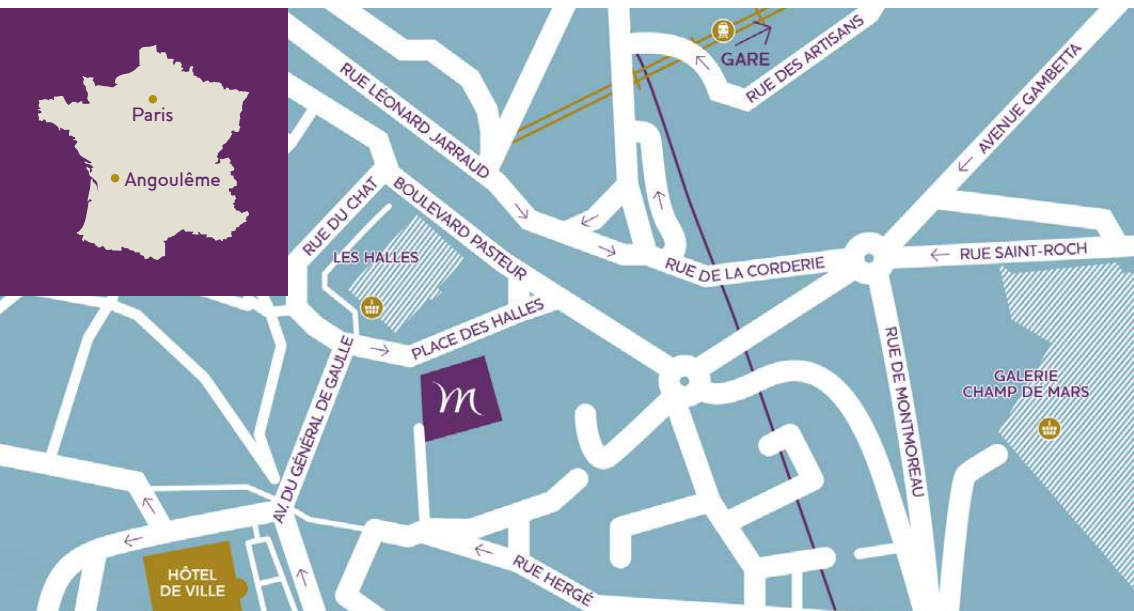 Paris
Angoulême
RUE LÉONARD JARRAUD
GARE
RUE DES ARTISANS
AVENUE GAMBETTA
RUE DU CHAT
BOULEVARD PASTEUR
LES HALLES
RUE DE LA CORDERIE
RUE SAINT-ROCH
PLACE DES HALLES
AV. DU GÉNÉRAL DE GAULLE
m
RUE DE MONTMOREAU
GALERIE
CHAMP DE MARS
RUE HERGÉ
HÔTEL
DE VILLE